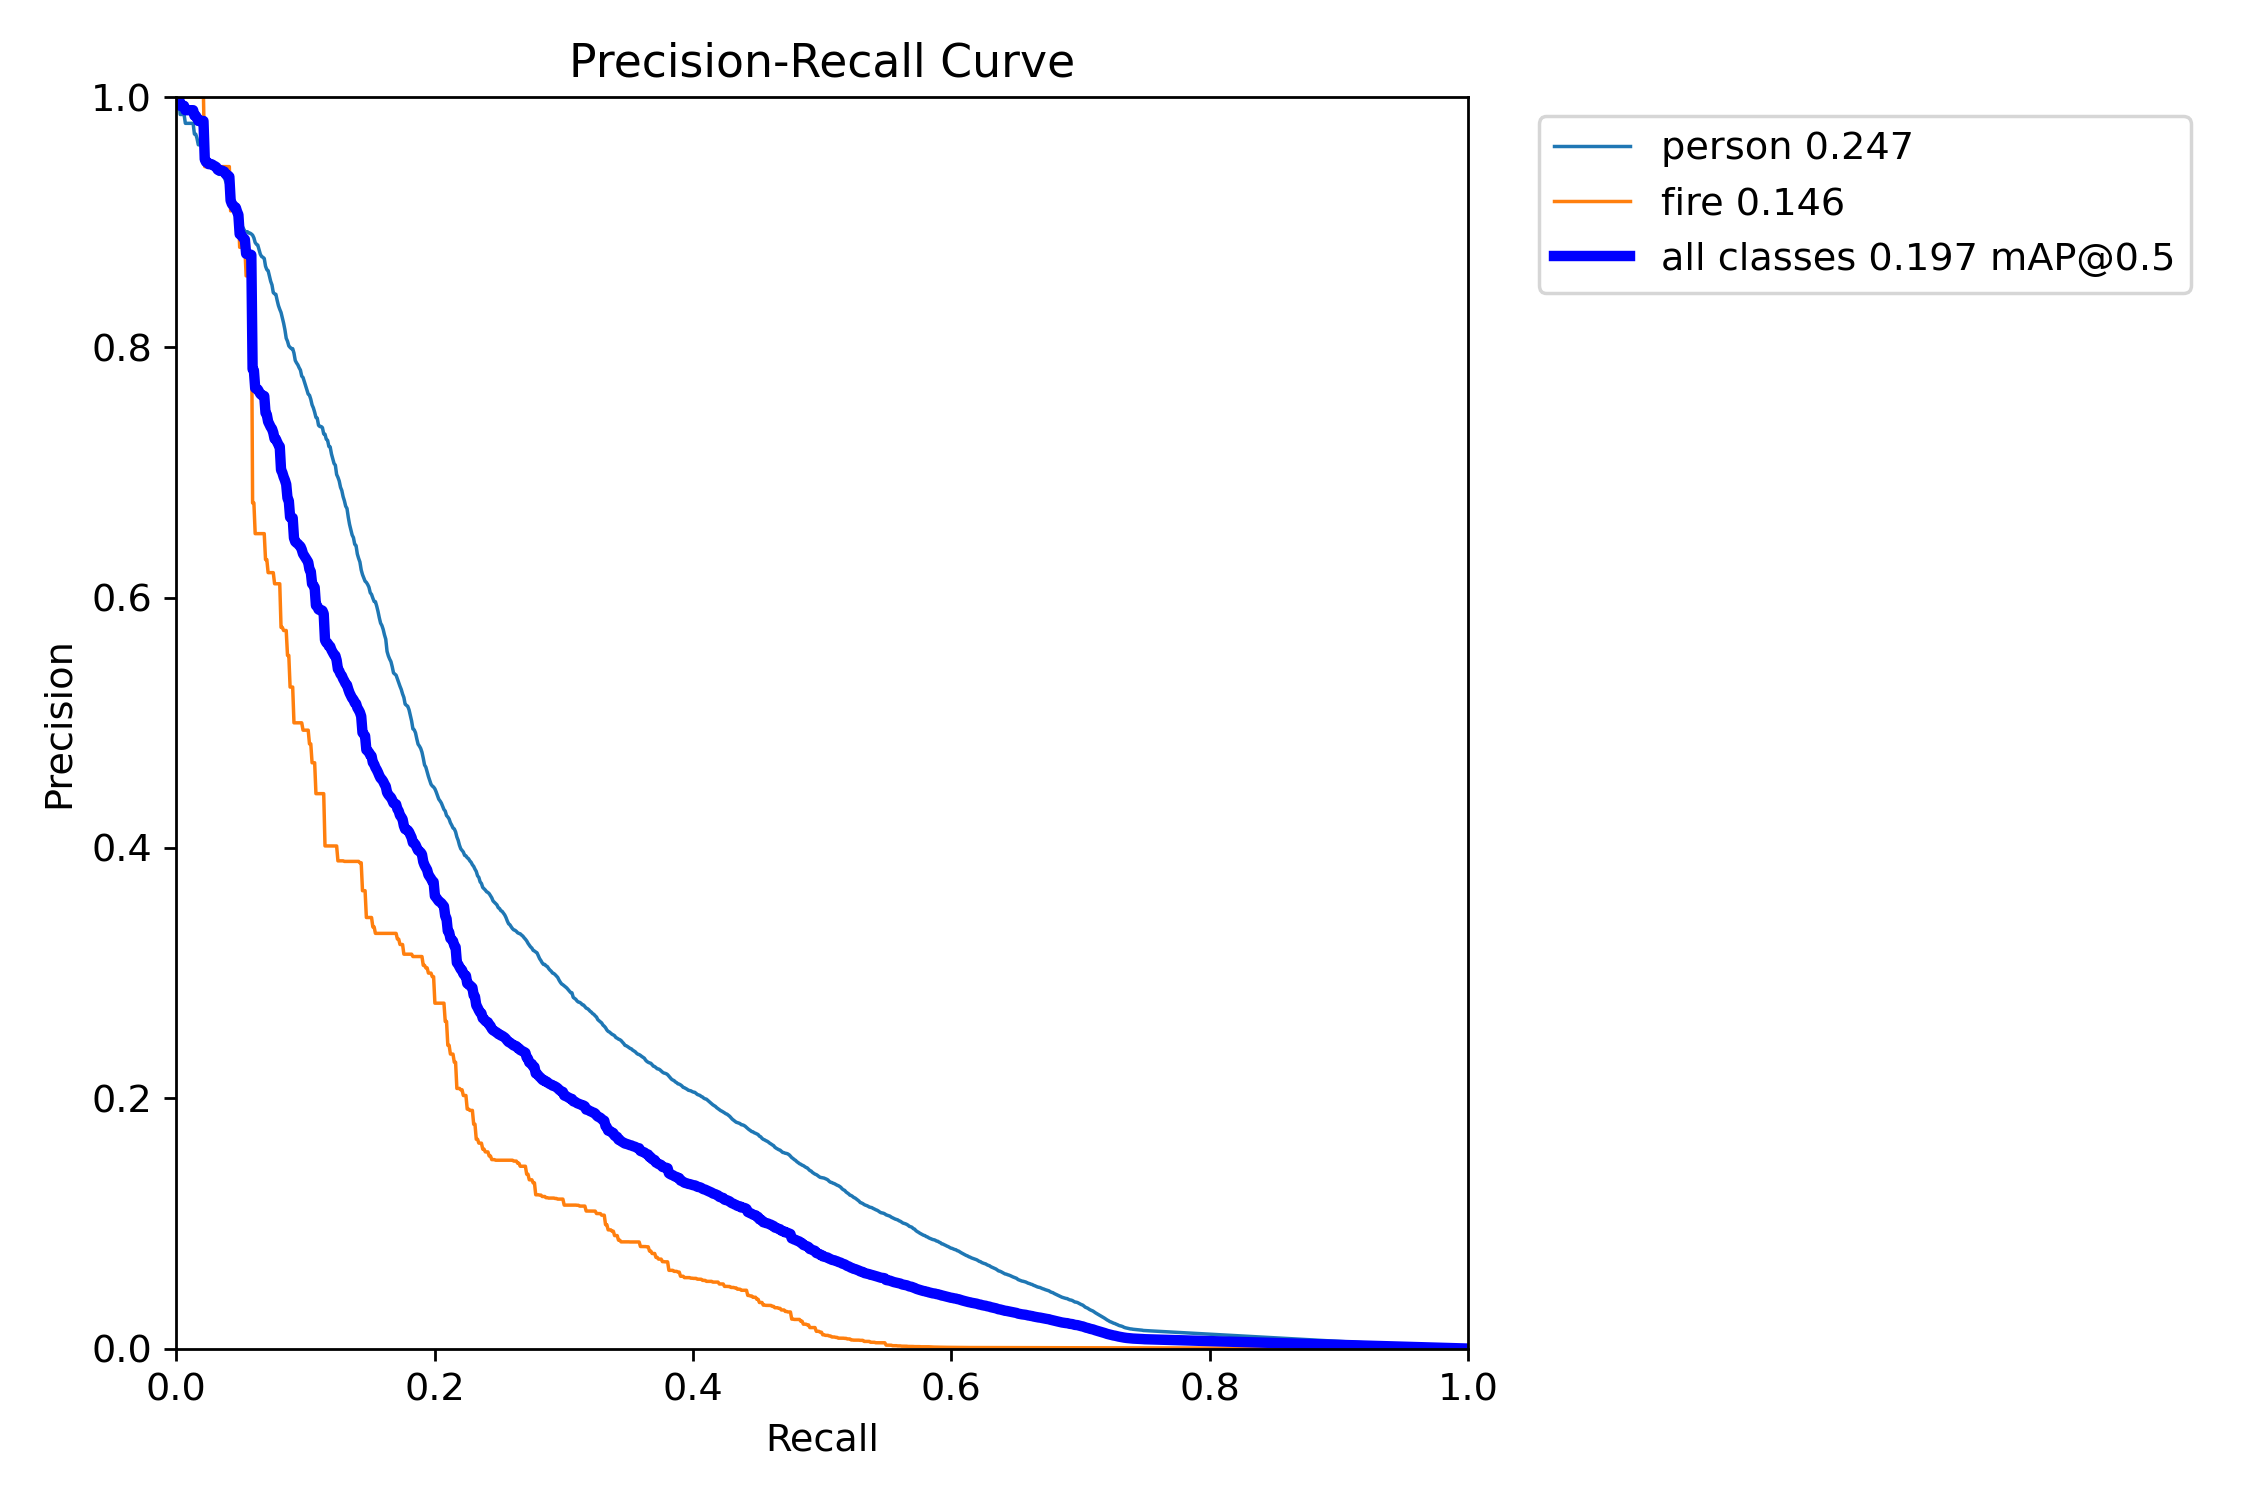 Precision-Recall Curve
1.0
0.8
0.6
0.4
0.2
0.0
Precision
0.0 0.2 0.4 0.6 0.8 1.0
Recall
person 0.247
fire 0.146
all classes 0.197 mAP@0.5